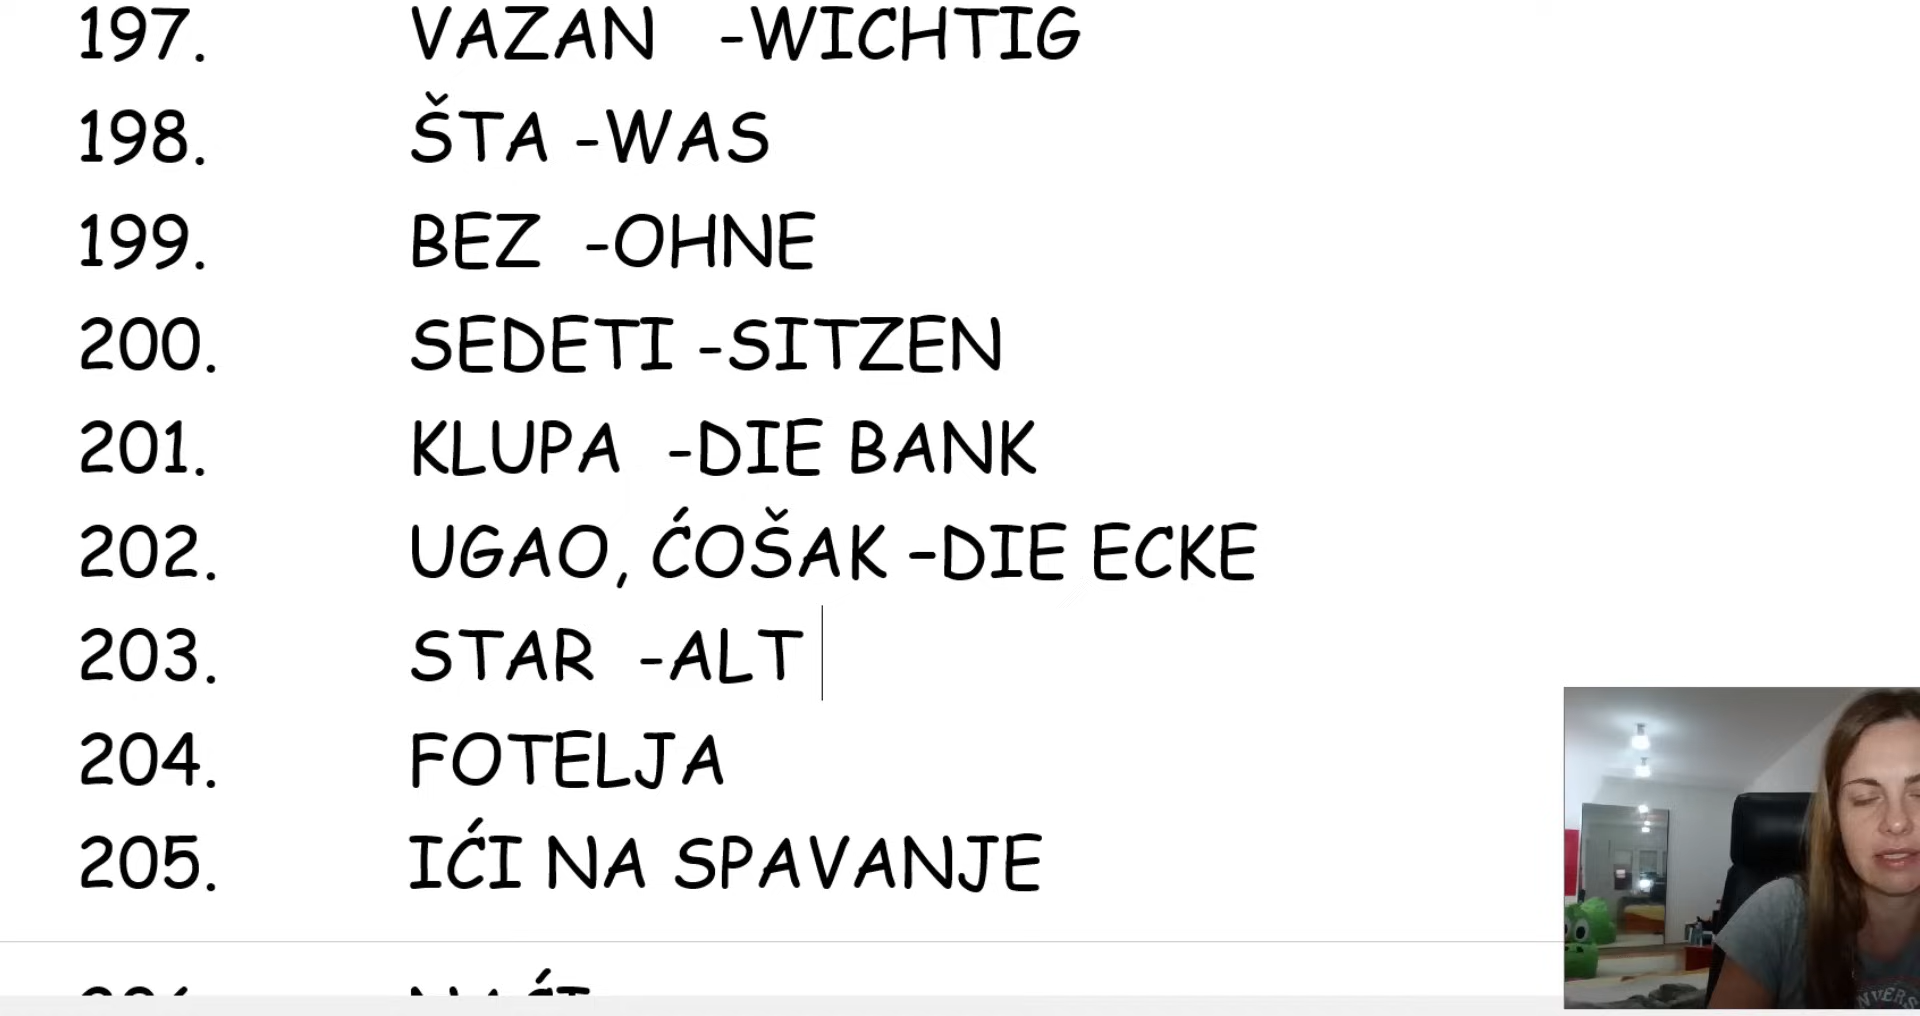 197. VAZAN -WICHTIG
198. ŠTA -WAS
199. BEZ -OHNE
200. SEDETI -SITZEN
201. KLUPA -DIE BANK
202. UGAO, ĆOŠAK -DIE ECKE
203. STAR -ALT
204. FOTELJA
205. IĆI NA SPAVANJE